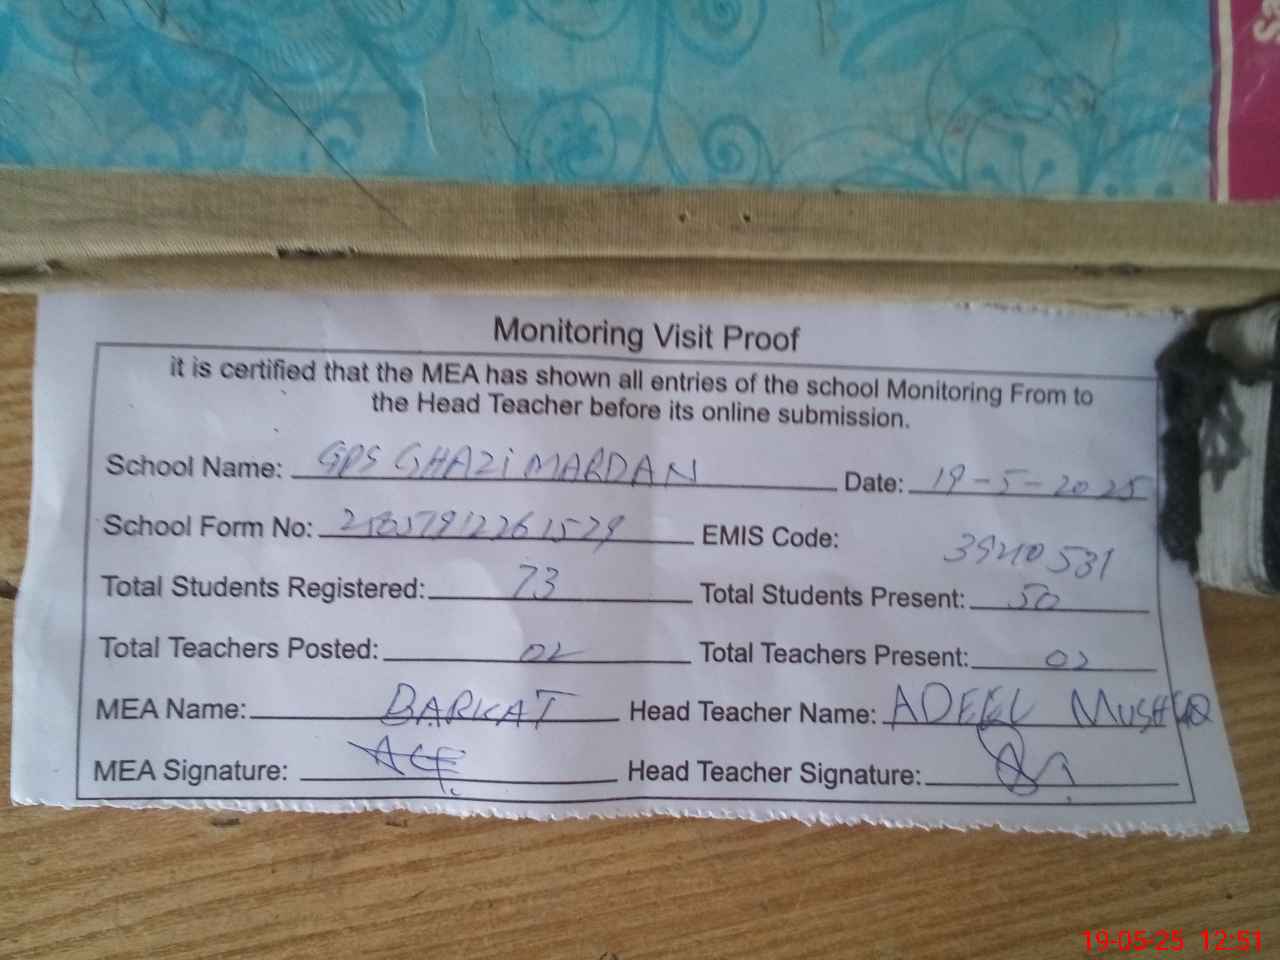 Monitoring Visit Proof
it is certified that the MEA has shown all entries of the school Monitoring From to
the Head Teacher before its online submission.
School Name: GPS GHAZI MARDAN Date: 19-5-2025
School Form No: EMIS Code: 39210531
Total Students Registered: 73 Total Students Present: 50
Total Teachers Posted: 02 Total Teachers Present: 02
MEA Name: BARKAT Head Teacher Name: ADEEL MUSHTAQ
MEA Signature: Head Teacher Signature:
19-05-25 12:51